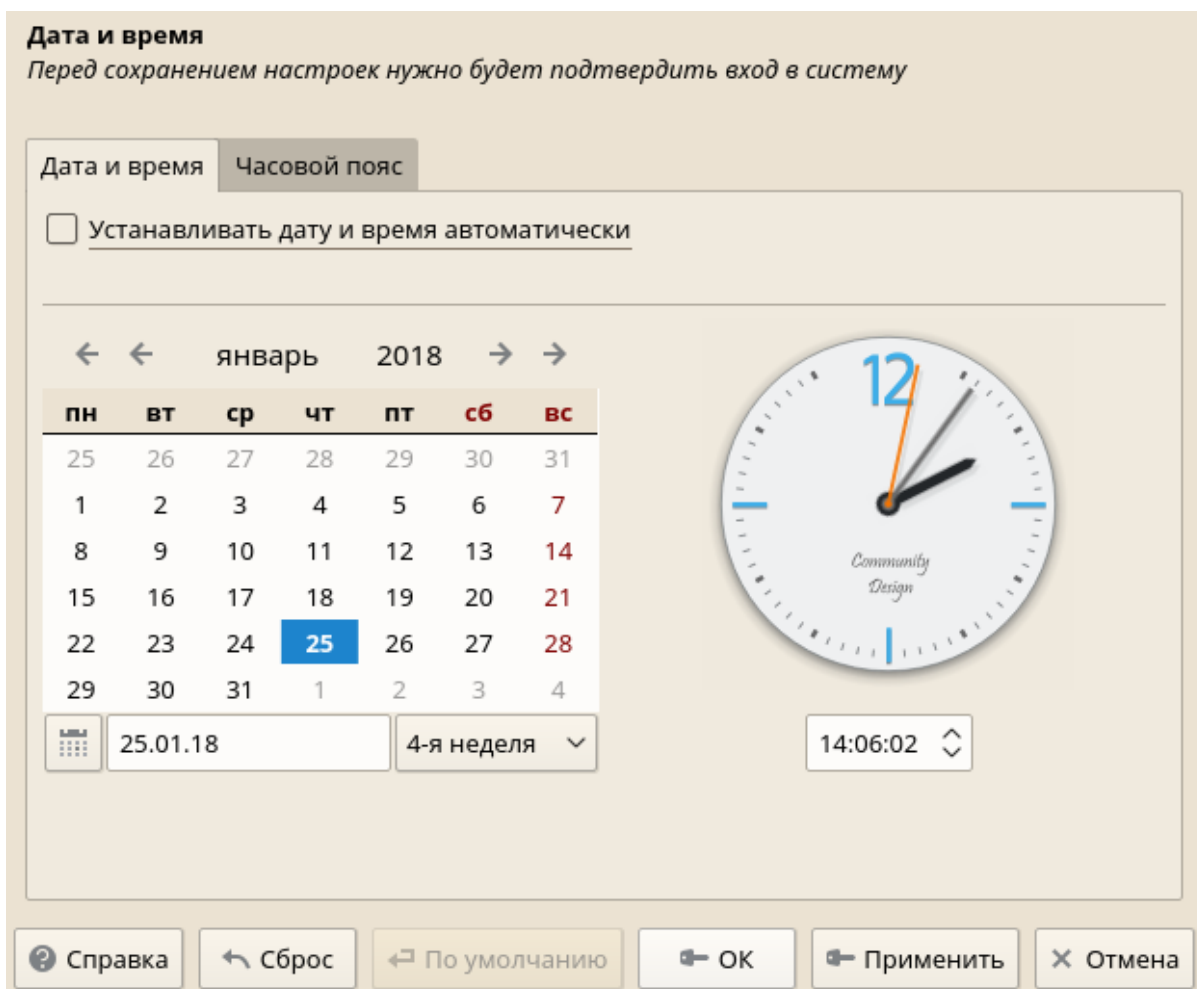 Дата и время
Перед сохранением настроек нужно будет подтвердить вход в систему
Дата и время Часовой пояс
Устанавливать дату и время автоматически
январь 2018
пн вт ср чт пт сб вс
25 26 27 28 29 30 31
1 2 3 4 5 6 7
8 9 10 11 12 13 14
15 16 17 18 19 20 21
22 23 24 25 26 27 28
29 30 31 1 2 3 4
25.01.18 4-я неделя
12
Community
Design
14:06:02
Справка Сброс По умолчанию ОК Применить Отмена